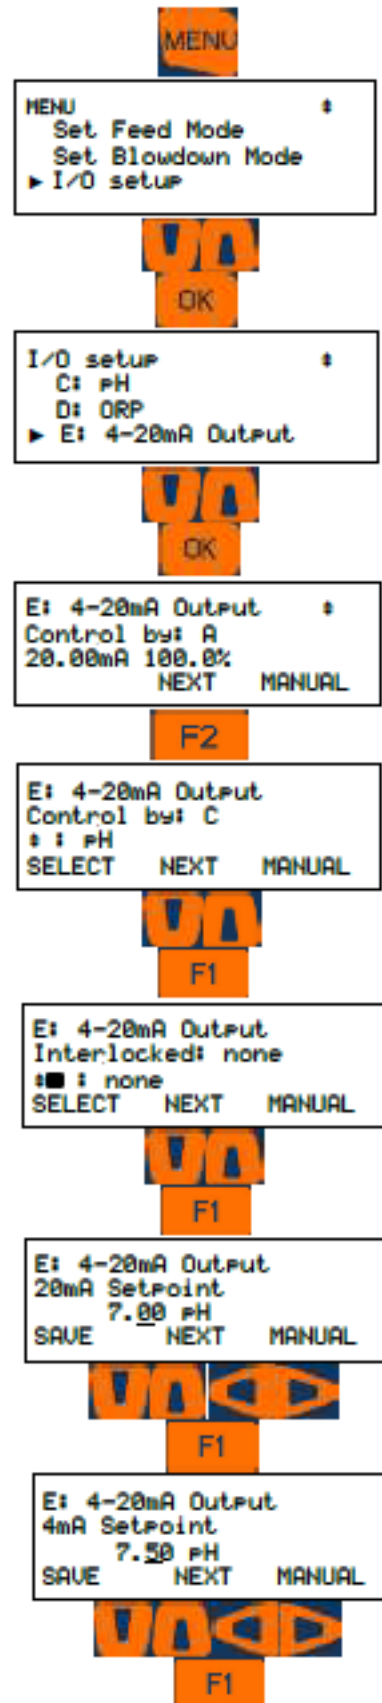 MENU
MENU
Set Feed Mode
Set Blowdown Mode
I/O setup
OK
I/O setup
C: pH
D: ORP
E: 4-20mA Output
OK
E: 4-20mA Output
Control by: A
20.00mA 100.0%
NEXT MANUAL
F2
E: 4-20mA Output
Control by: C
: pH
SELECT NEXT MANUAL
F1
E: 4-20mA Output
Interlocked: none
: none
SELECT NEXT MANUAL
F1
E: 4-20mA Output
20mA Setpoint
7.00 pH
SAVE NEXT MANUAL
F1
E: 4-20mA Output
4mA Setpoint
7.50 pH
SAVE NEXT MANUAL
F1